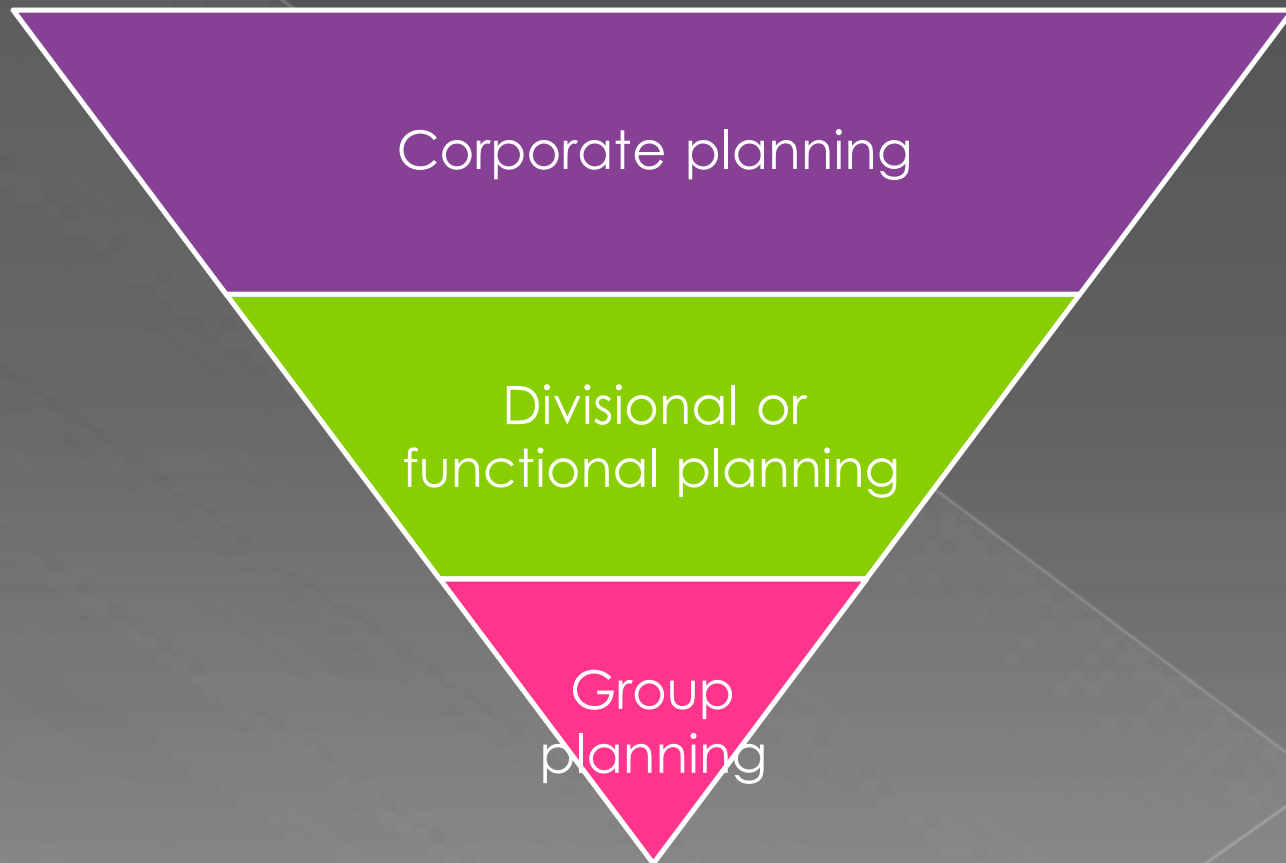 Corporate planning
Divisional or
functional planning
Group
planning